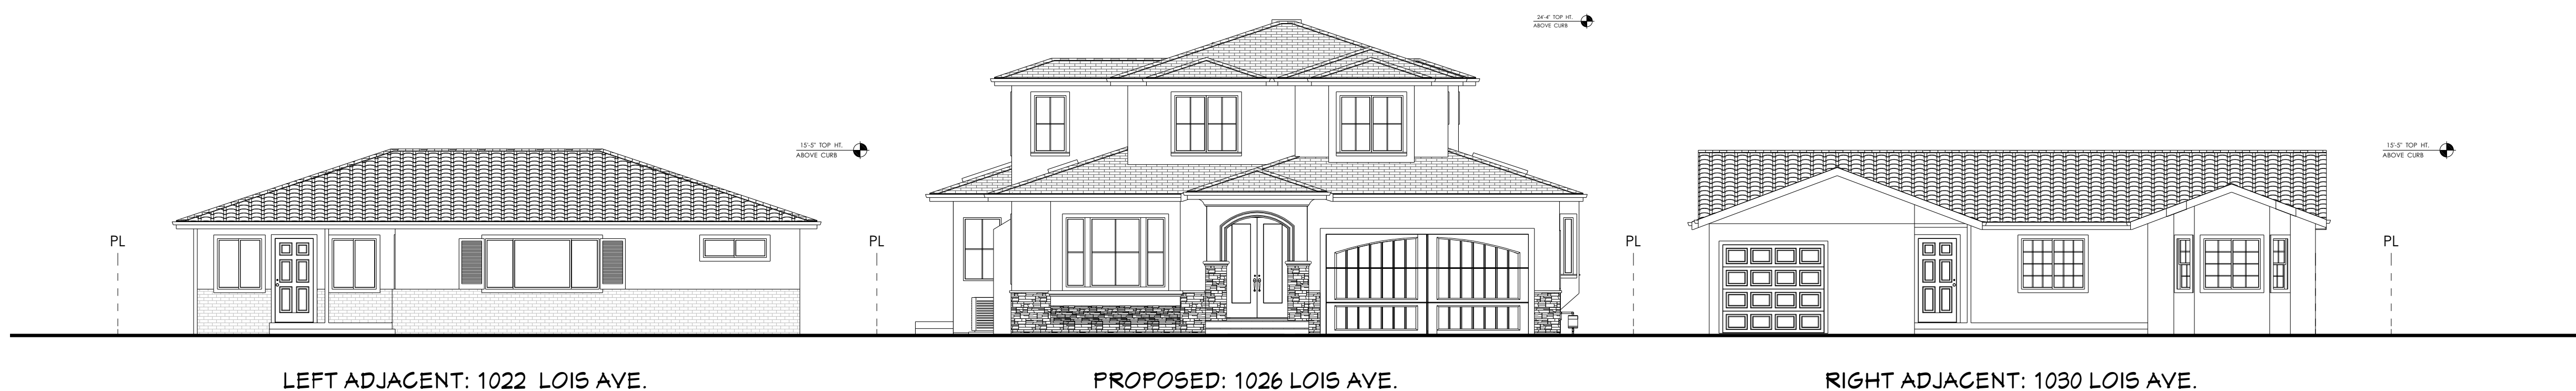 24'-4" TOP HT.
ABOVE CURB
15'-5" TOP HT.
ABOVE CURB
15'-5" TOP HT.
ABOVE CURB
PL
PL
PL
PL
LEFT ADJACENT: 1022 LOIS AVE.
PROPOSED: 1026 LOIS AVE.
RIGHT ADJACENT: 1030 LOIS AVE.